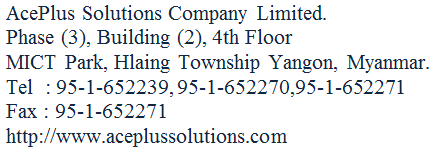 AcePlus Solutions Company Limited.
Phase (3), Building (2), 4th Floor
MICT Park, Hlaing Township Yangon, Myanmar.
Tel : 95-1-652239, 95-1-652270,95-1-652271
Fax : 95-1-652271
http://www.aceplussolutions.com